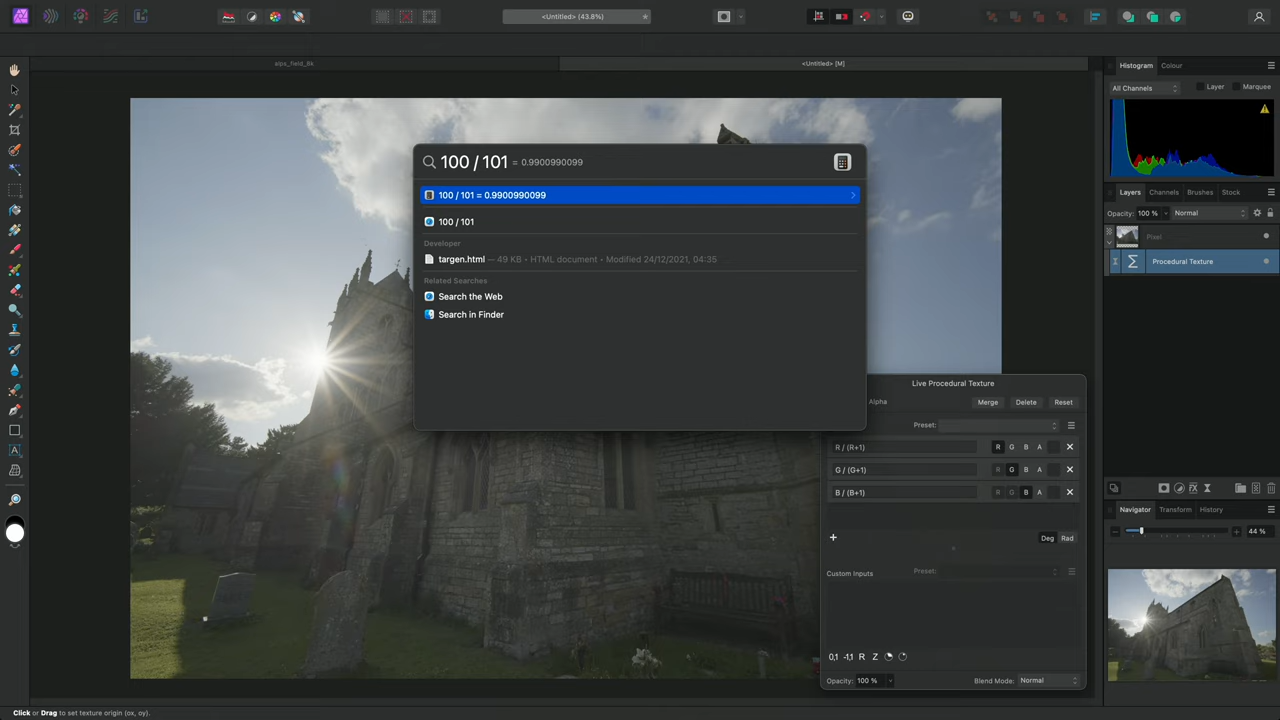 <Untitled> (43.8%)
alps_field_8k
<Untitled> [M]
Histogram Colour
All Channels Layer Marquee
100 / 101 = 0.9900990099
100 / 101 = 0.9900990099
100 / 101
Developer
targen.html — 49 KB • HTML document • Modified 24/12/2021, 04:35
Related Searches
Search the Web
Search in Finder
Layers Channels Brushes Stock
Opacity: 100 % Normal
Pixel
Procedural Texture
Live Procedural Texture
Alpha Merge Delete Reset
Preset:
R / (R+1) R G B A
G / (G+1) R G B A
B / (B+1) R G B A
Deg Rad
Custom Inputs Preset:
0,1 -1,1 R Z
Opacity: 100 % Blend Mode: Normal
Navigator Transform History
44 %
Click or Drag to set texture origin (ox, oy).